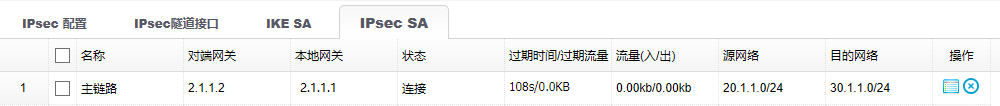 IPsec 配置 IPsec隧道接口 IKE SA IPsec SA
名称 对端网关 本地网关 状态 过期时间/过期流量 流量(入/出) 源网络 目的网络 操作
1 主链路 2.1.1.2 2.1.1.1 连接 108s/0.0KB 0.00kb/0.00kb 20.1.1.0/24 30.1.1.0/24